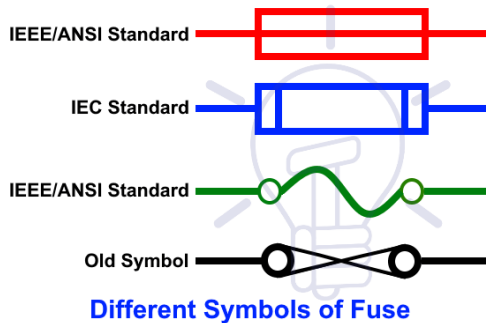 IEEE/ANSI Standard
IEC Standard
IEEE/ANSI Standard
Old Symbol
Different Symbols of Fuse